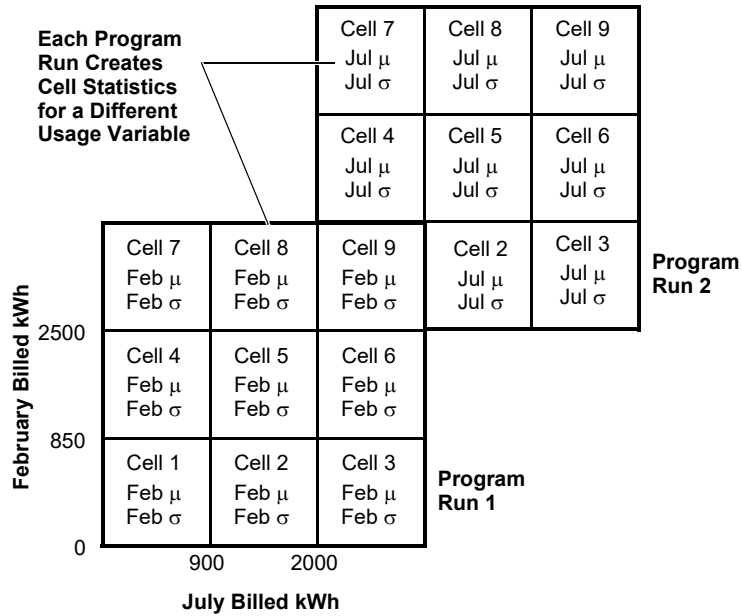 Each Program
Run Creates
Cell Statistics
for a Different
Usage Variable
Cell 7
Jul μ
Jul σ
Cell 8
Jul μ
Jul σ
Cell 9
Jul μ
Jul σ
Cell 4
Jul μ
Jul σ
Cell 5
Jul μ
Jul σ
Cell 6
Jul μ
Jul σ
Cell 2
Jul μ
Jul σ
Cell 3
Jul μ
Jul σ
Program
Run 2
February Billed kWh
2500
850
0
Cell 7
Feb μ
Feb σ
Cell 8
Feb μ
Feb σ
Cell 9
Feb μ
Feb σ
Cell 4
Feb μ
Feb σ
Cell 5
Feb μ
Feb σ
Cell 6
Feb μ
Feb σ
Cell 1
Feb μ
Feb σ
Cell 2
Feb μ
Feb σ
Cell 3
Feb μ
Feb σ
Program
Run 1
900
2000
July Billed kWh